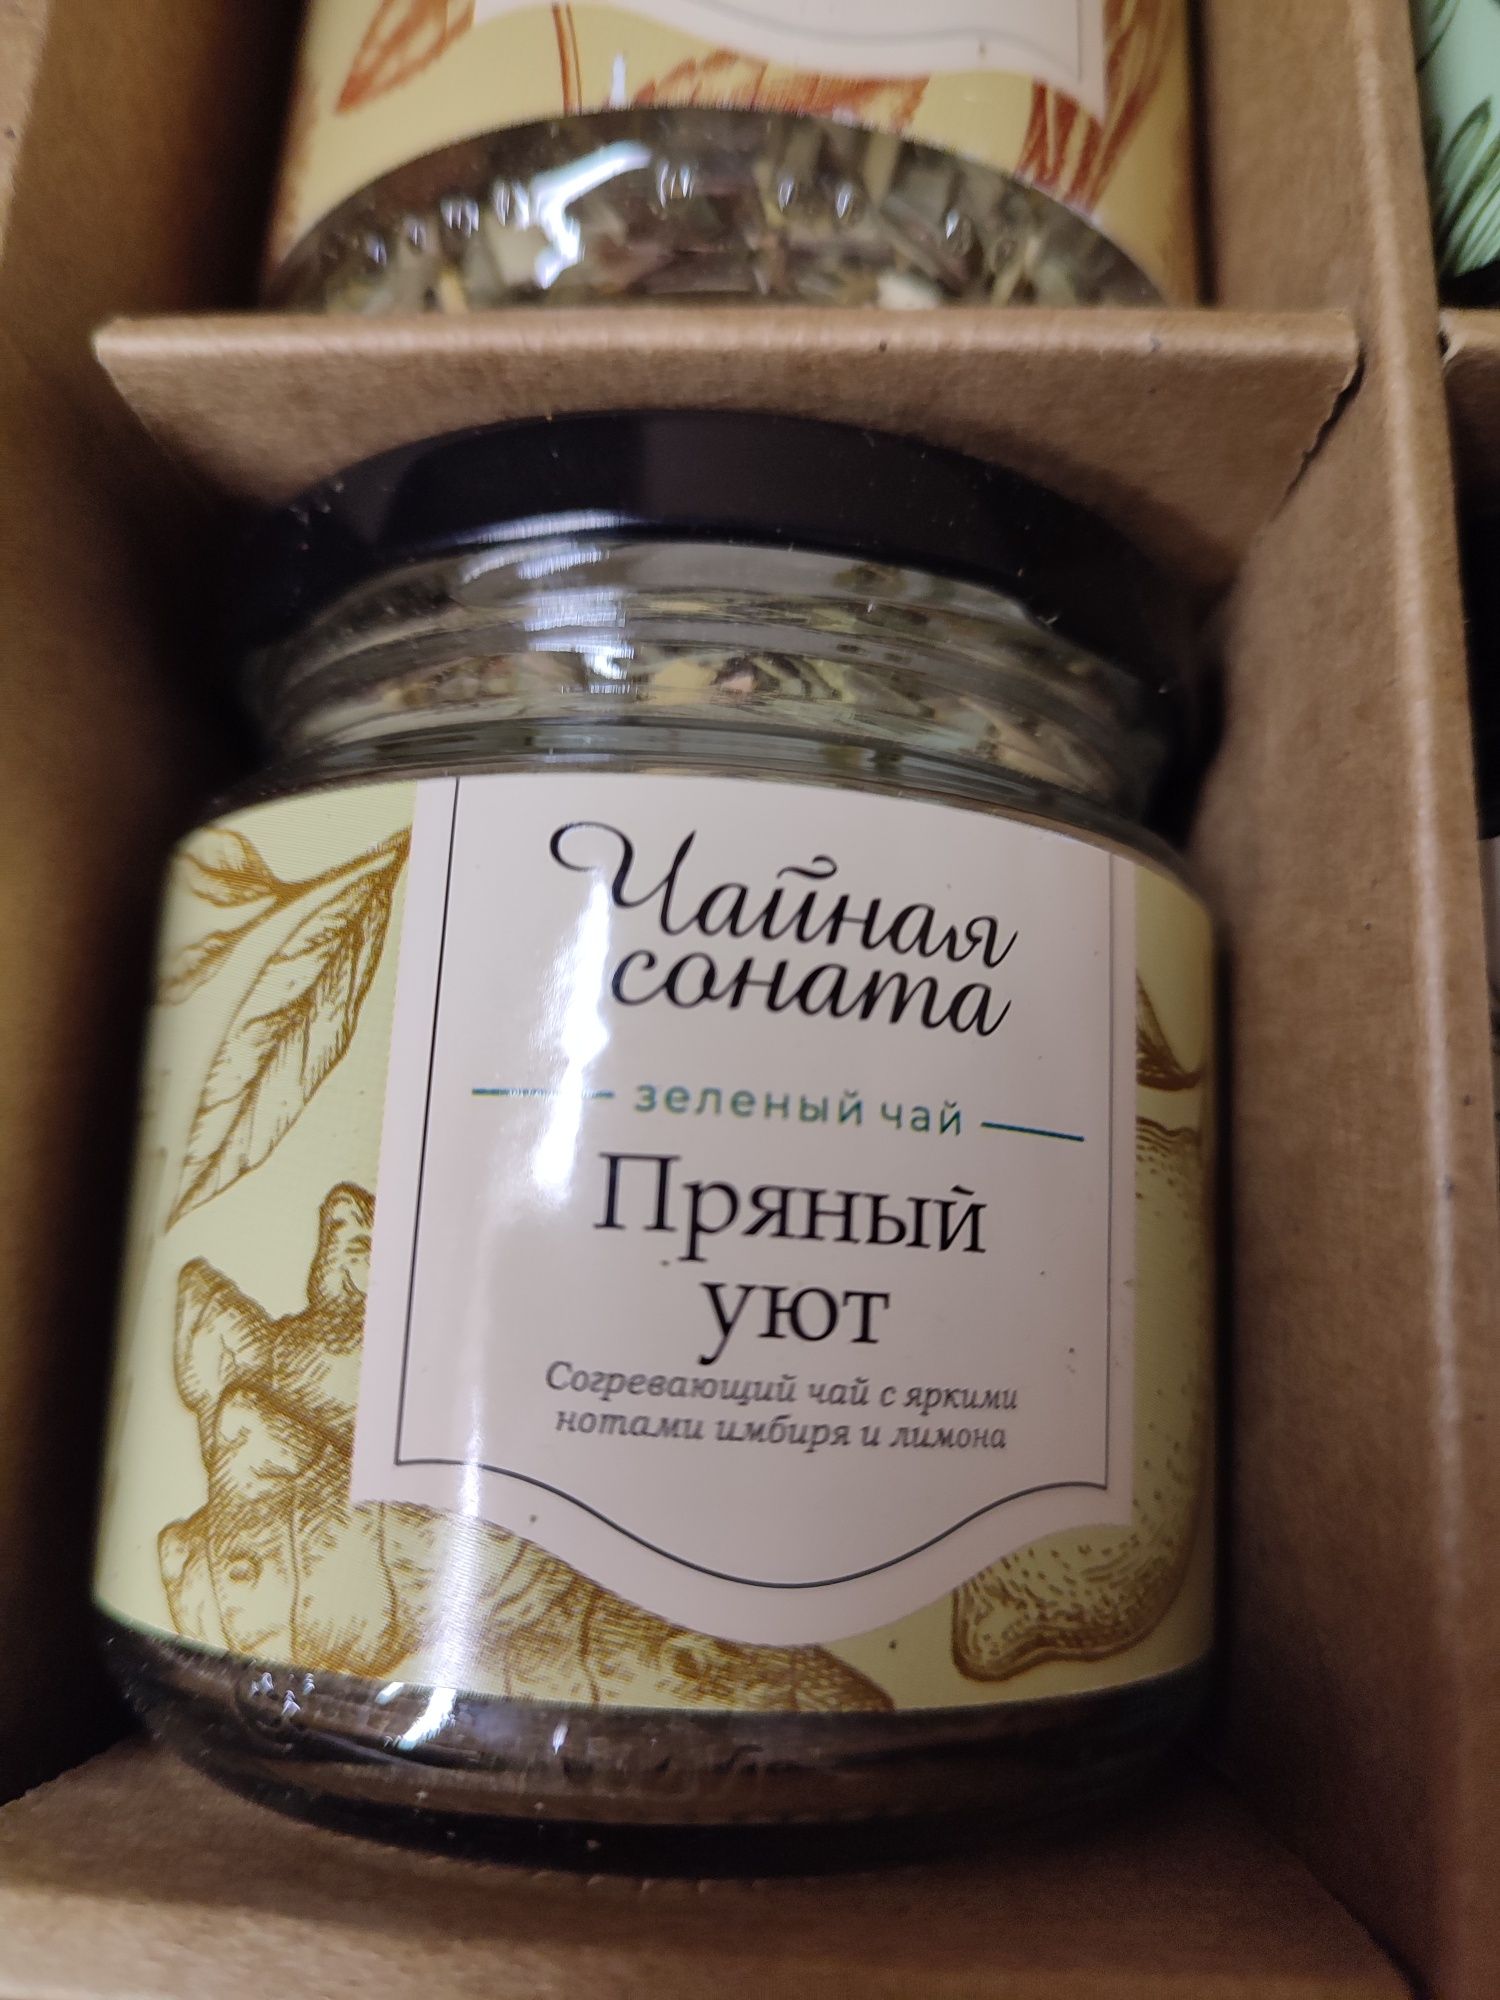 Чайная
соната
зеленый чай
Пряный
уют
Согревающий чай с яркими
нотами имбиря и лимона